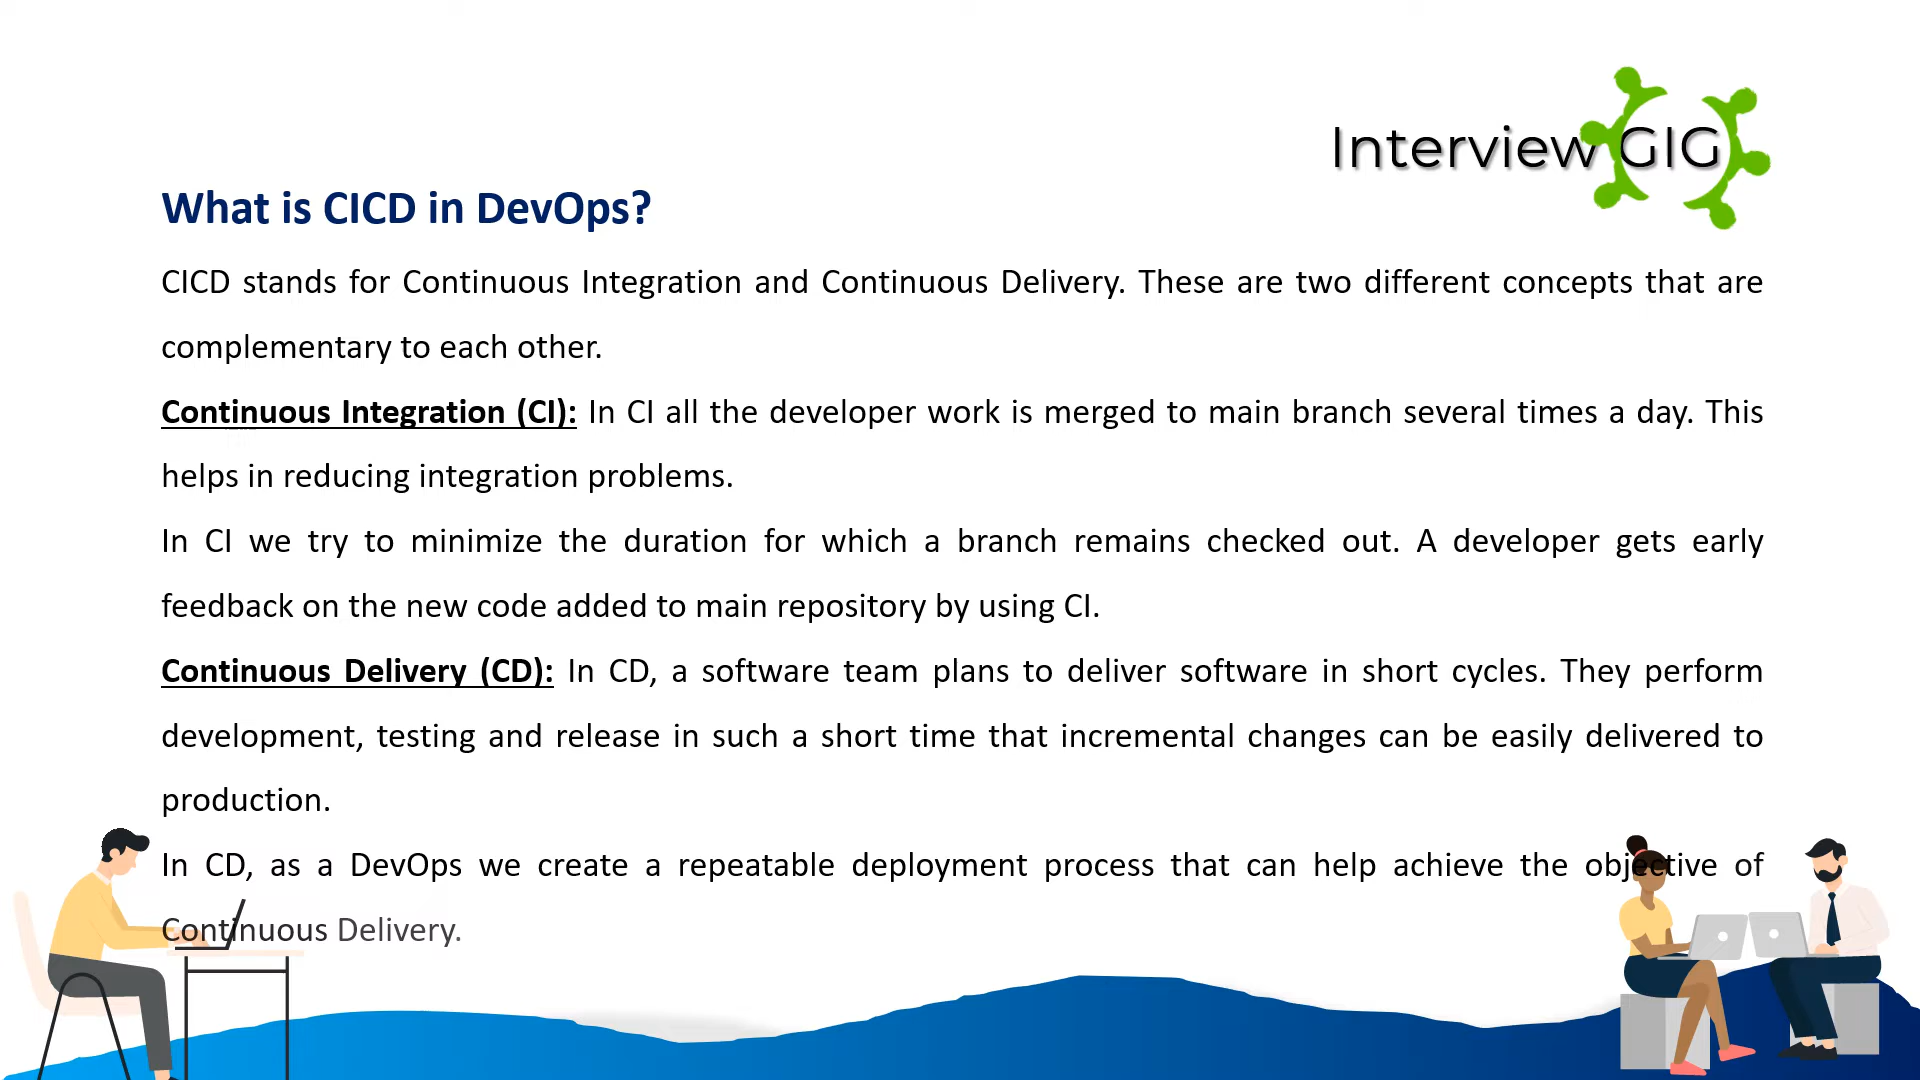 Interview GIG
What is CICD in DevOps?
CICD stands for Continuous Integration and Continuous Delivery. These are two different concepts that are
complementary to each other.
Continuous Integration (CI): In CI all the developer work is merged to main branch several times a day. This
helps in reducing integration problems.
In CI we try to minimize the duration for which a branch remains checked out. A developer gets early
feedback on the new code added to main repository by using CI.
Continuous Delivery (CD): In CD, a software team plans to deliver software in short cycles. They perform
development, testing and release in such a short time that incremental changes can be easily delivered to
production.
In CD, as a DevOps we create a repeatable deployment process that can help achieve the objective of
Continuous Delivery.